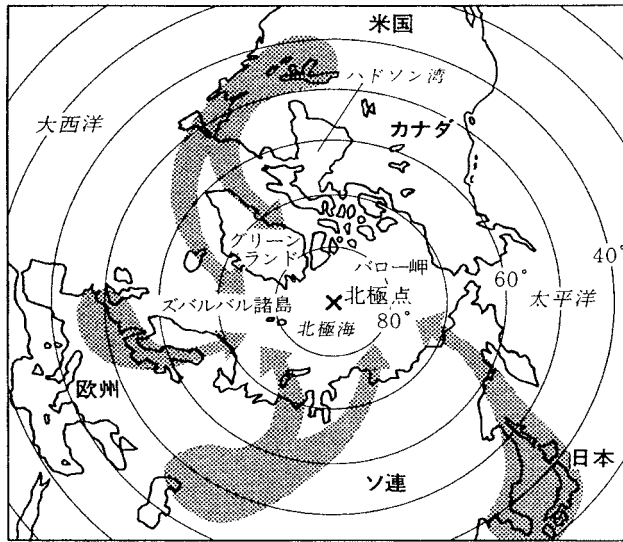 米国
ハドソン湾
大西洋
カナダ
グリーン
ランド
バロー岬
40°
60°
ズバルバル諸島
×北極点
太平洋
北極海
80°
欧州
ソ連
日本